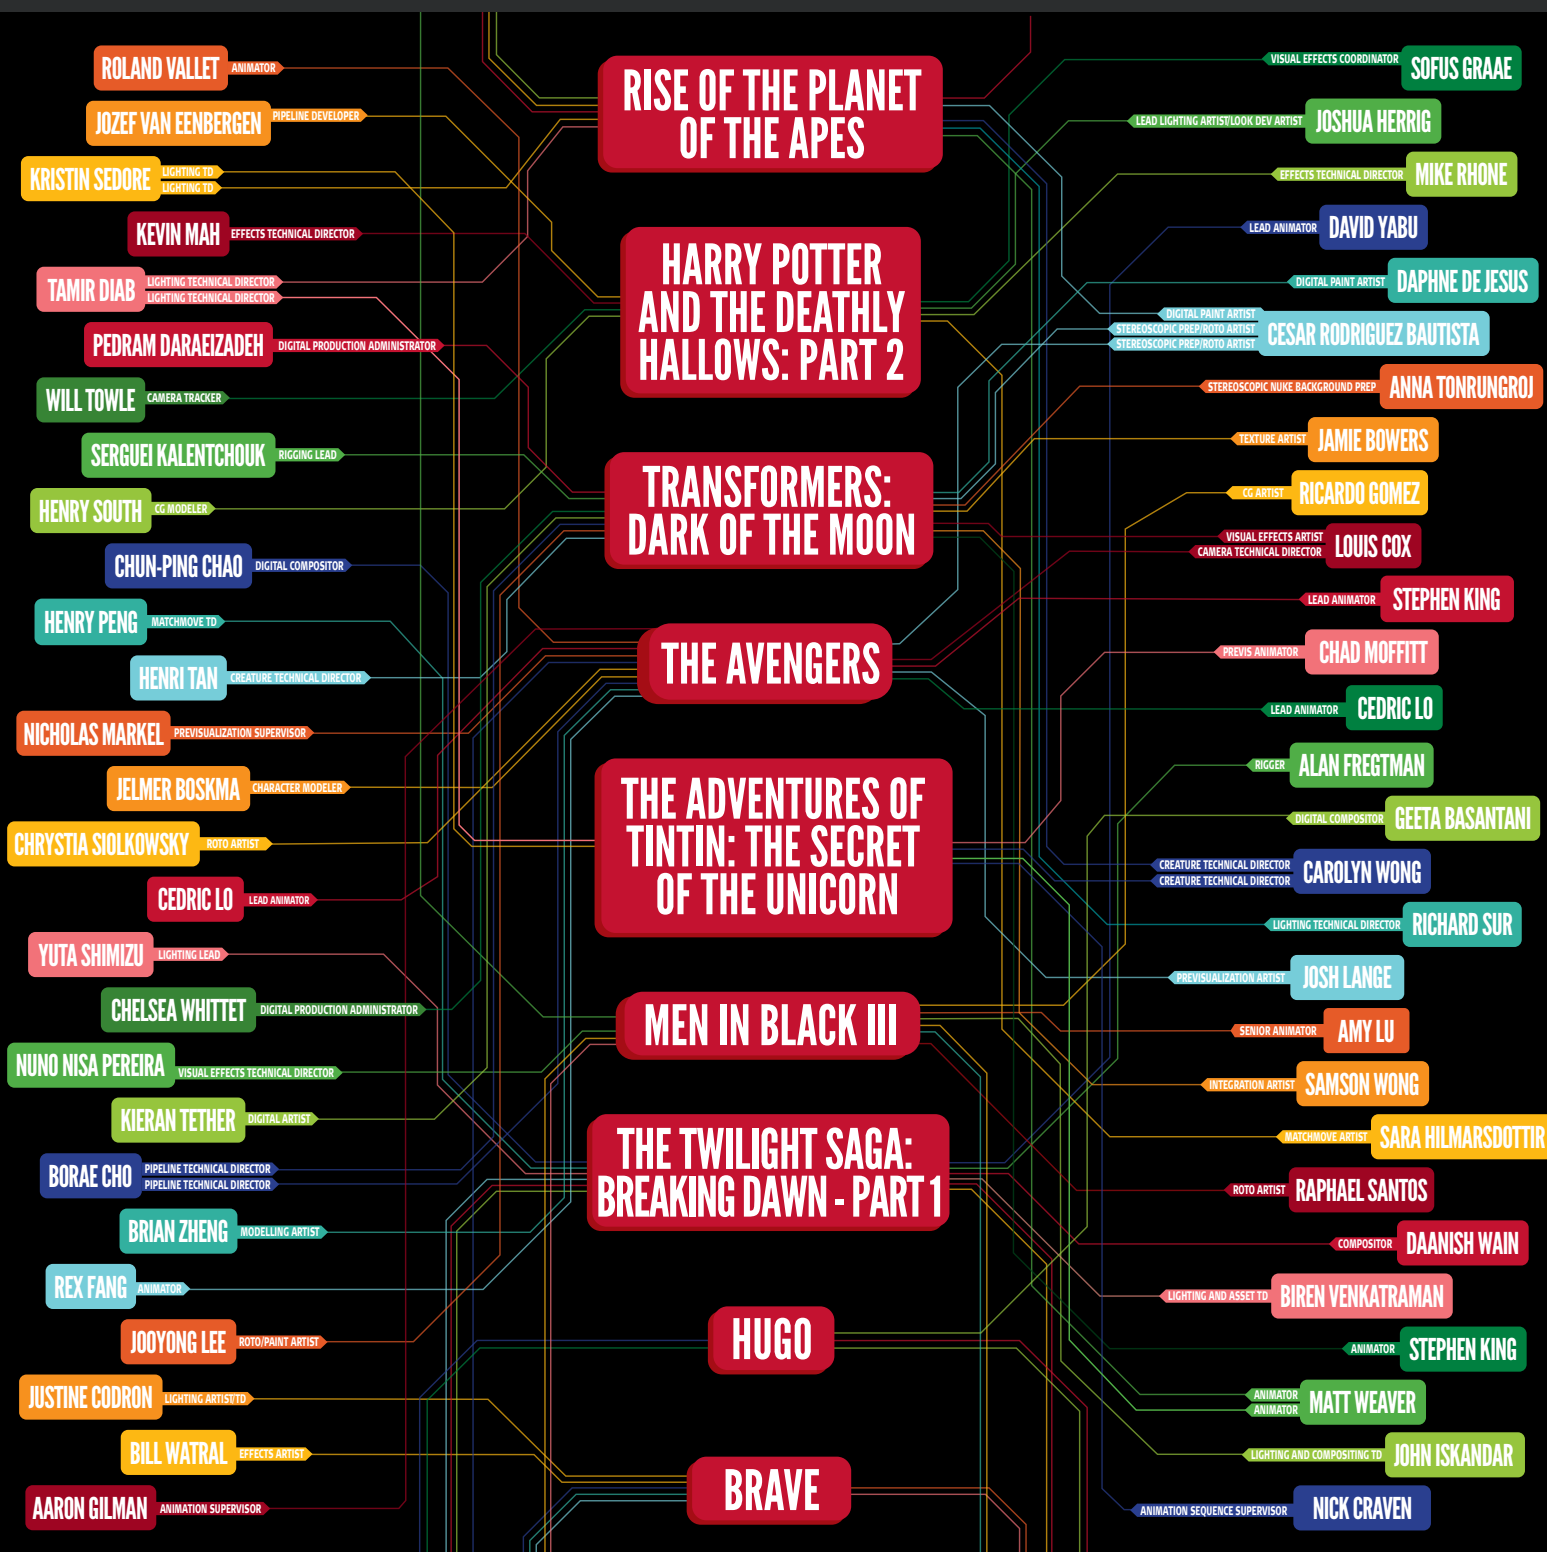 ROLAND VALLET
ANIMATOR
JOZEF VAN EENBERGEN
PIPELINE DEVELOPER
KRISTIN SEDORE
LIGHTING TD
LIGHTING TD
KEVIN MAH
EFFECTS TECHNICAL DIRECTOR
TAMIR DIAB
LIGHTING TECHNICAL DIRECTOR
LIGHTING TECHNICAL DIRECTOR
PEDRAM DARAEIZADEH
DIGITAL PRODUCTION ADMINISTRATOR
WILL TOWLE
CAMERA TRACKER
SERGUEI KALENTCHOUK
RIGGING LEAD
HENRY SOUTH
CG MODELER
CHUN-PING CHAO
DIGITAL COMPOSITOR
HENRY PENG
MATCHMOVE TD
HENRI TAN
CREATURE TECHNICAL DIRECTOR
NICHOLAS MARKEL
PREVISUALIZATION SUPERVISOR
JELMER BOSKMA
CHARACTER MODELER
CHRYSTIA SIOLKOWSKY
ROTO ARTIST
CEDRIC LO
LEAD ANIMATOR
YUTA SHIMIZU
LIGHTING LEAD
CHELSEA WHITTET
DIGITAL PRODUCTION ADMINISTRATOR
NUNO NISA PEREIRA
VISUAL EFFECTS TECHNICAL DIRECTOR
KIERAN TETHER
DIGITAL ARTIST
BORAE CHO
PIPELINE TECHNICAL DIRECTOR
PIPELINE TECHNICAL DIRECTOR
BRIAN ZHENG
MODELLING ARTIST
REX FANG
ANIMATOR
JOOYONG LEE
ROTO/PAINT ARTIST
JUSTINE CODRON
LIGHTING ARTIST/TD
BILL WATRAL
EFFECTS ARTIST
AARON GILMAN
ANIMATION SUPERVISOR
RISE OF THE PLANET
OF THE APES
HARRY POTTER
AND THE DEATHLY
HALLOWS: PART 2
TRANSFORMERS:
DARK OF THE MOON
THE AVENGERS
THE ADVENTURES OF
TINTIN: THE SECRET
OF THE UNICORN
MEN IN BLACK III
THE TWILIGHT SAGA:
BREAKING DAWN - PART 1
HUGO
BRAVE
VISUAL EFFECTS COORDINATOR
SOFUS GRAAE
LEAD LIGHTING ARTIST/LOOK DEV ARTIST
JOSHUA HERRIG
EFFECTS TECHNICAL DIRECTOR
MIKE RHONE
LEAD ANIMATOR
DAVID YABU
DIGITAL PAINT ARTIST
DAPHNE DE JESUS
DIGITAL PAINT ARTIST
STEREOSCOPIC PREP/ROTO ARTIST
STEREOSCOPIC PREP/ROTO ARTIST
CESAR RODRIGUEZ BAUTISTA
STEREOSCOPIC NUKE BACKGROUND PREP
ANNA TONRUNGROJ
TEXTURE ARTIST
JAMIE BOWERS
CG ARTIST
RICARDO GOMEZ
VISUAL EFFECTS ARTIST
CAMERA TECHNICAL DIRECTOR
LOUIS COX
LEAD ANIMATOR
STEPHEN KING
PREVIS ANIMATOR
CHAD MOFFITT
LEAD ANIMATOR
CEDRIC LO
RIGGER
ALAN FREGTMAN
DIGITAL COMPOSITOR
GEETA BASANTANI
CREATURE TECHNICAL DIRECTOR
CREATURE TECHNICAL DIRECTOR
CAROLYN WONG
LIGHTING TECHNICAL DIRECTOR
RICHARD SUR
PREVISUALIZATION ARTIST
JOSH LANGE
SENIOR ANIMATOR
AMY LU
INTEGRATION ARTIST
SAMSON WONG
MATCHMOVE ARTIST
SARA HILMARSDOTTIR
ROTO ARTIST
RAPHAEL SANTOS
COMPOSITOR
DAANISH WAIN
LIGHTING AND ASSET TD
BIREN VENKATRAMAN
ANIMATOR
STEPHEN KING
ANIMATOR
ANIMATOR
MATT WEAVER
LIGHTING AND COMPOSITING TD
JOHN ISKANDAR
ANIMATION SEQUENCE SUPERVISOR
NICK CRAVEN